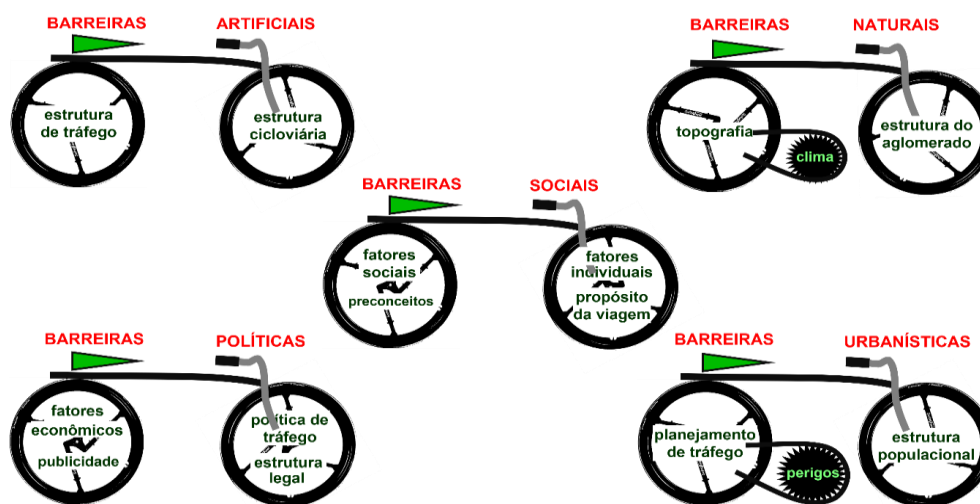 BARREIRAS ARTIFICIAIS
estrutura
de tráfego
estrutura
cicloviária
BARREIRAS NATURAIS
topografia
clima
estrutura do
aglomerado
BARREIRAS SOCIAIS
fatores
sociais
preconceitos
fatores
individuais
propósito
da viagem
BARREIRAS POLÍTICAS
fatores
econômicos
publicidade
política de
tráfego
estrutura
legal
BARREIRAS URBANÍSTICAS
planejamento
de tráfego
perigos
estrutura
populacional